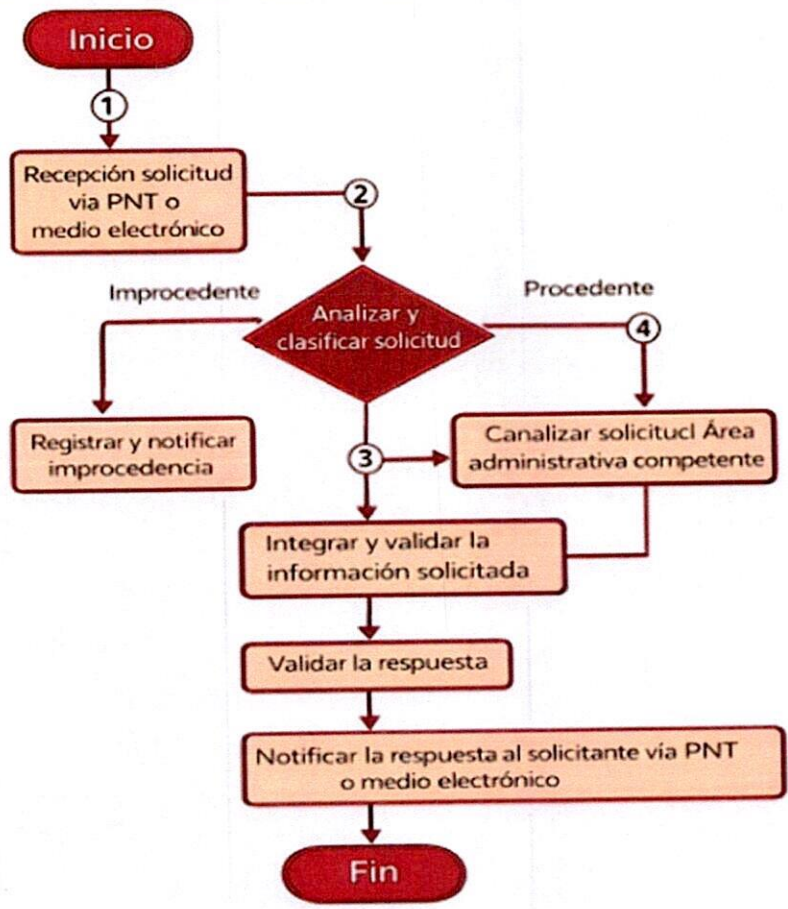 Inicio
1
Recepción solicitud
via PNT o
medio electrónico
2
Improcedente
Procedente
Analizar y
clasificar solicitud
4
Registrar y notificar
improcedencia
Canalizar solicitucl Área
administrativa competente
3
Integrar y validar la
información solicitada
Validar la respuesta
Notificar la respuesta al solicitante vía PNT
o medio electrónico
Fin